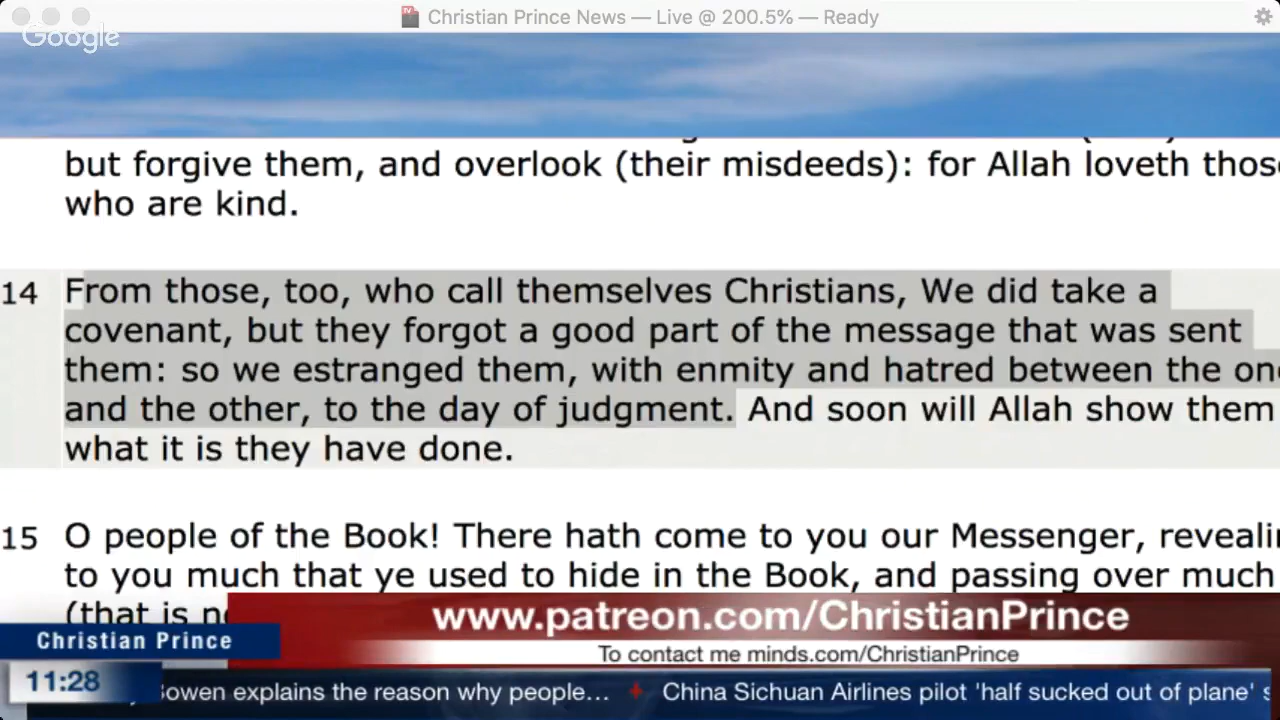 Christian Prince News — Live @ 200.5% — Ready
Google
but forgive them, and overlook (their misdeeds): for Allah loveth those
who are kind.
14 From those, too, who call themselves Christians, We did take a
covenant, but they forgot a good part of the message that was sent
them: so we estranged them, with enmity and hatred between the one
and the other, to the day of judgment. And soon will Allah show them
what it is they have done.
15 O people of the Book! There hath come to you our Messenger, revealin
to you much that ye used to hide in the Book, and passing over much
(that is
www.patreon.com/ChristianPrince
Christian Prince
To contact me minds.com/ChristianPrince
11:28
Bowen explains the reason why people... China Sichuan Airlines pilot 'half sucked out of plane'